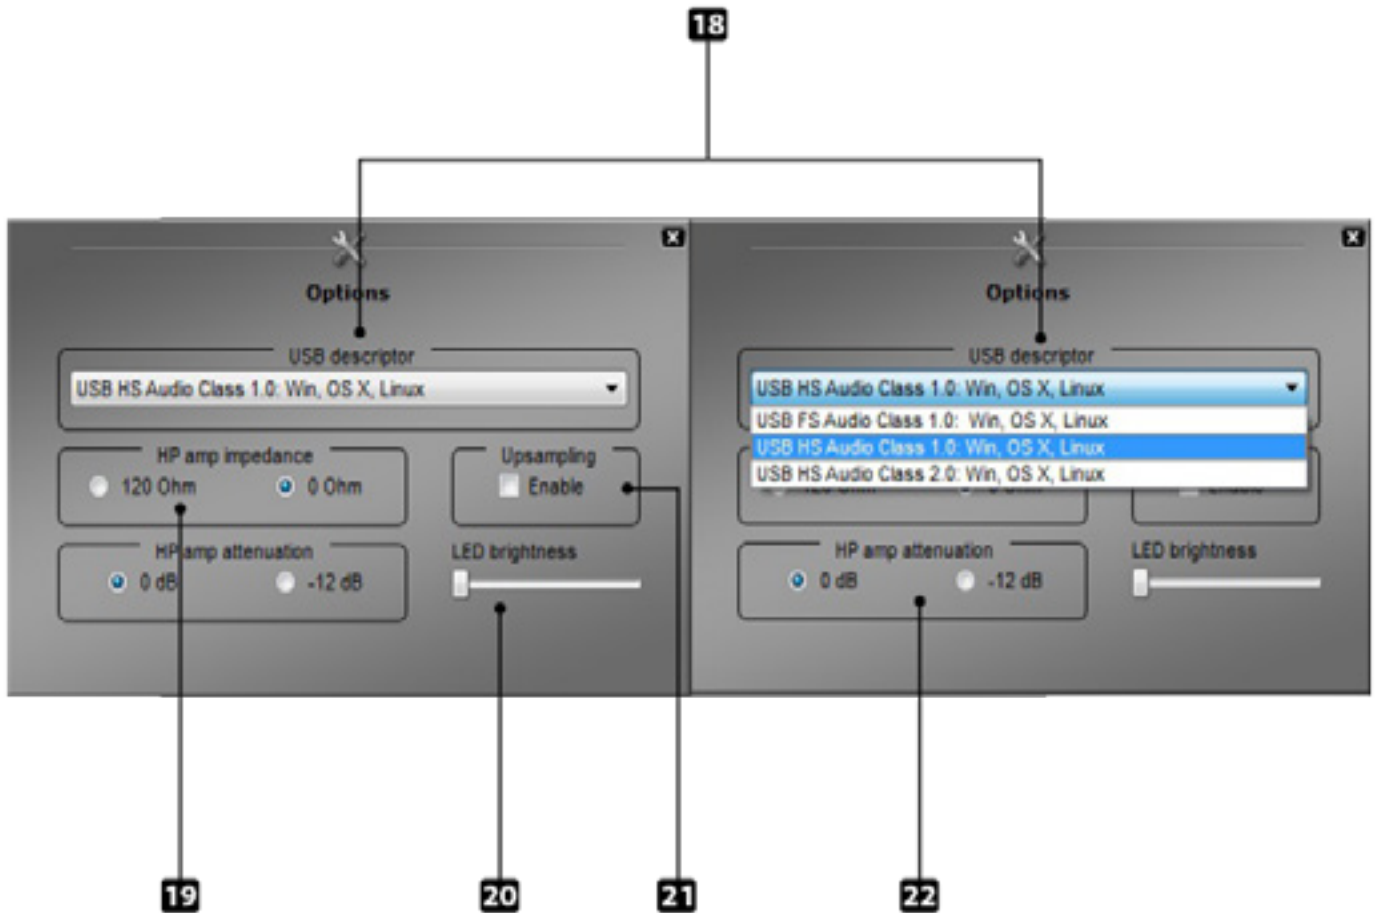 18
Options
USB descriptor
USB HS Audio Class 1.0: Win, OS X, Linux
HP amp impedance
120 Ohm
0 Ohm
Upsampling
Enable
HP amp attenuation
0 dB
-12 dB
LED brightness
Options
USB descriptor
USB HS Audio Class 1.0: Win, OS X, Linux
USB FS Audio Class 1.0: Win, OS X, Linux
USB HS Audio Class 1.0: Win, OS X, Linux
USB HS Audio Class 2.0: Win, OS X, Linux
HP amp attenuation
0 dB
-12 dB
LED brightness
19
20
21
22